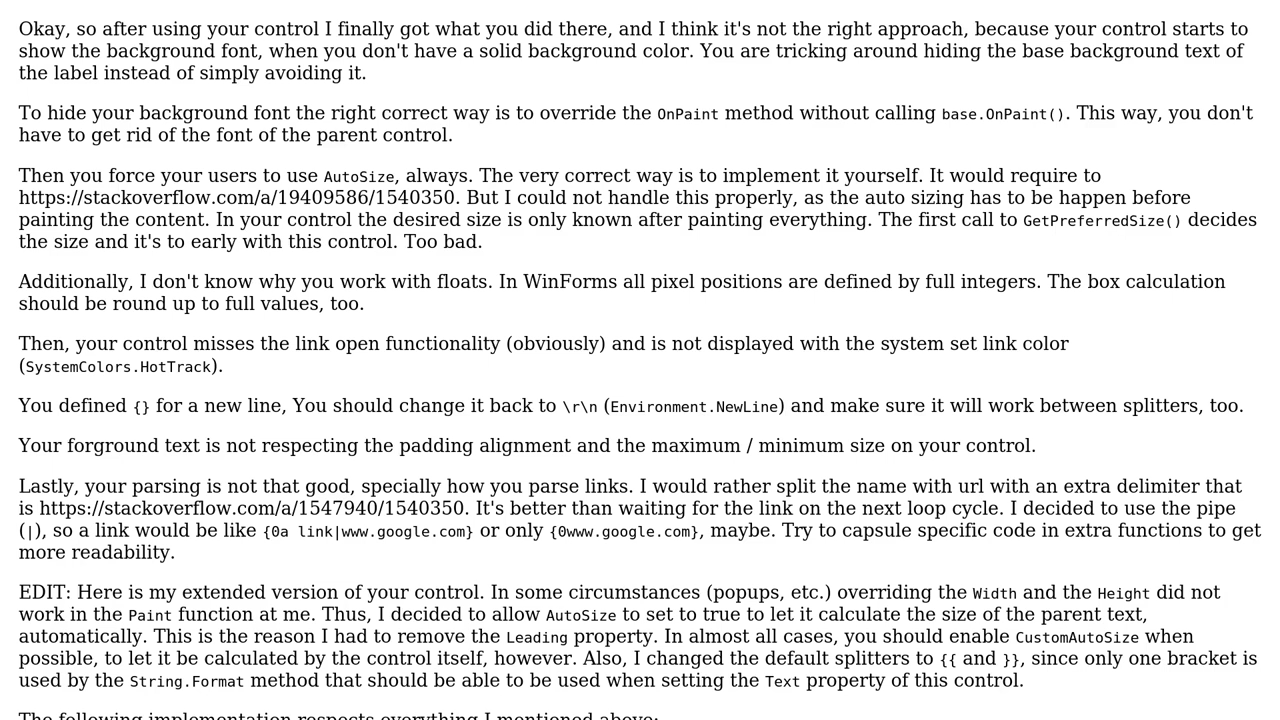 Okay, so after using your control I finally got what you did there, and I think it's not the right approach, because your control starts to
show the background font, when you don't have a solid background color. You are tricking around hiding the base background text of
the label instead of simply avoiding it.
To hide your background font the right correct way is to override the OnPaint method without calling base.OnPaint(). This way, you don't
have to get rid of the font of the parent control.
Then you force your users to use AutoSize, always. The very correct way is to implement it yourself. It would require to
https://stackoverflow.com/a/19409586/1540350. But I could not handle this properly, as the auto sizing has to be happen before
painting the content. In your control the desired size is only known after painting everything. The first call to GetPreferredSize() decides
the size and it's to early with this control. Too bad.
Additionally, I don't know why you work with floats. In WinForms all pixel positions are defined by full integers. The box calculation
should be round up to full values, too.
Then, your control misses the link open functionality (obviously) and is not displayed with the system set link color
(SystemColors.HotTrack).
You defined {} for a new line, You should change it back to \r\n (Environment.NewLine) and make sure it will work between splitters, too.
Your forground text is not respecting the padding alignment and the maximum / minimum size on your control.
Lastly, your parsing is not that good, specially how you parse links. I would rather split the name with url with an extra delimiter that
is https://stackoverflow.com/a/1547940/1540350. It's better than waiting for the link on the next loop cycle. I decided to use the pipe
(|), so a link would be like {0a link|www.google.com} or only {0www.google.com}, maybe. Try to capsule specific code in extra functions to get
more readability.
EDIT: Here is my extended version of your control. In some circumstances (popups, etc.) overriding the Width and the Height did not
work in the Paint function at me. Thus, I decided to allow AutoSize to set to true to let it calculate the size of the parent text,
automatically. This is the reason I had to remove the Leading property. In almost all cases, you should enable CustomAutoSize when
possible, to let it be calculated by the control itself, however. Also, I changed the default splitters to {{ and }}, since only one bracket is
used by the String.Format method that should be able to be used when setting the Text property of this control.
The following implementation respects everything I mentioned above: